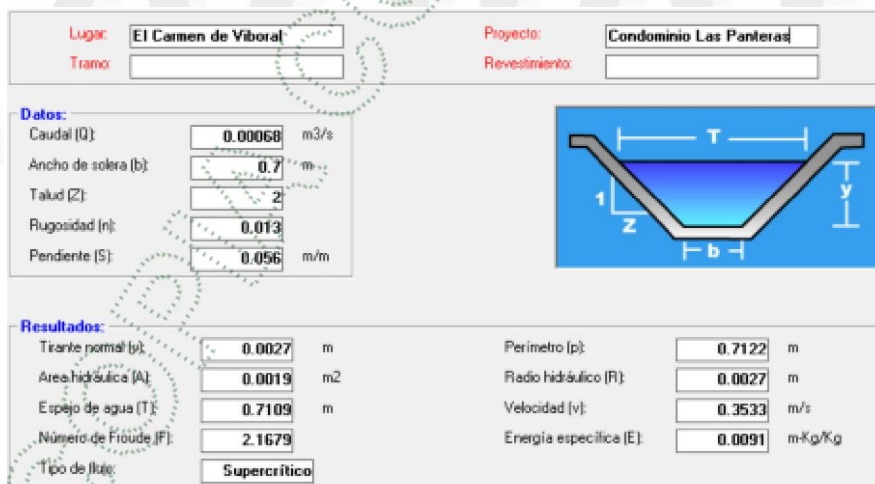 Lugar: El Carmen de Viboral Proyecto: Condominio Las Panteras
Tramo: Revestimiento:
Datos:
Caudal (Q): 0.00068 m3/s
Ancho de solera (b): 0.7 m
Talud (Z): 2
Rugosidad (n): 0.013
Pendiente (S): 0.056 m/m
T
y
1
Z
b
Resultados:
Tirante normal (y): 0.0027 m Perímetro (p): 0.7122 m
Area hidráulica (A): 0.0019 m2 Radio hidráulico (R): 0.0027 m
Espejo de agua (T): 0.7109 m Velocidad (v): 0.3533 m/s
Número de Froude (F): 2.1679 Energía específica (E): 0.0091 m-Kg/Kg
Tipo de flujo: Supercrítico